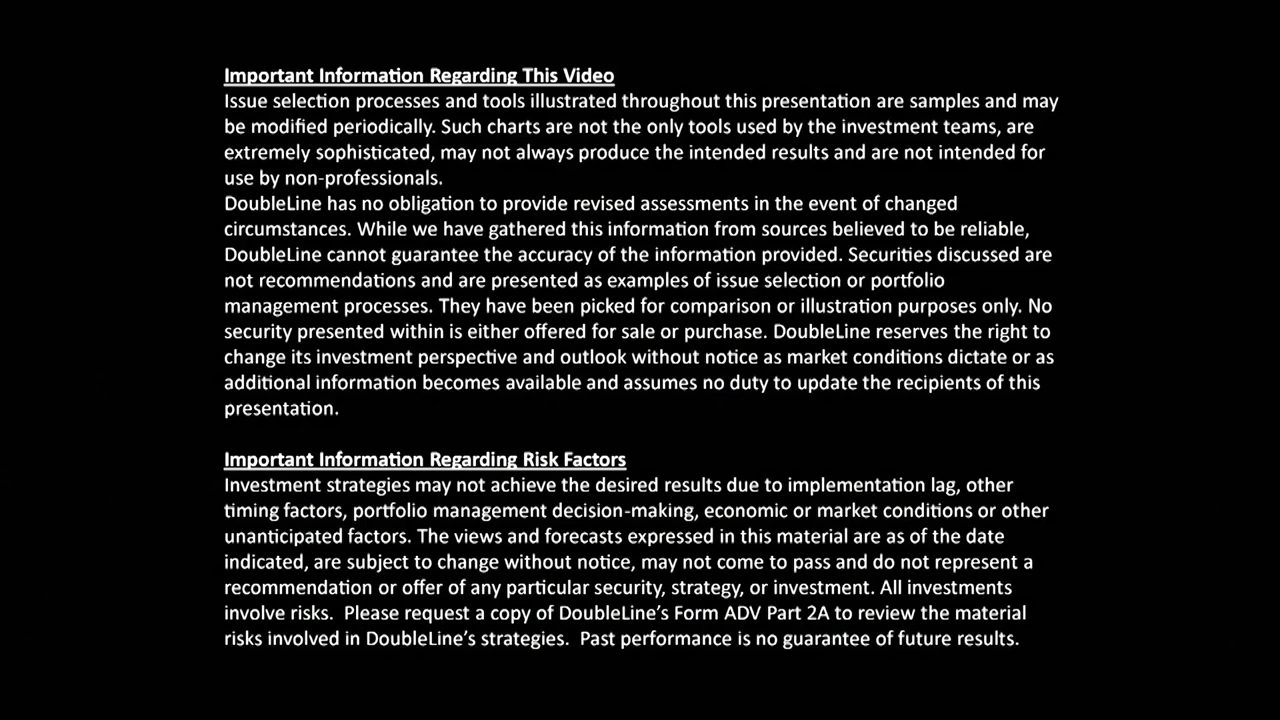 Important Information Regarding This Video
Issue selection processes and tools illustrated throughout this presentation are samples and may
be modified periodically. Such charts are not the only tools used by the investment teams, are
extremely sophisticated, may not always produce the intended results and are not intended for
use by non-professionals.
DoubleLine has no obligation to provide revised assessments in the event of changed
circumstances. While we have gathered this information from sources believed to be reliable,
DoubleLine cannot guarantee the accuracy of the information provided. Securities discussed are
not recommendations and are presented as examples of issue selection or portfolio
management processes. They have been picked for comparison or illustration purposes only. No
security presented within is either offered for sale or purchase. DoubleLine reserves the right to
change its investment perspective and outlook without notice as market conditions dictate or as
additional information becomes available and assumes no duty to update the recipients of this
presentation.
Important Information Regarding Risk Factors
Investment strategies may not achieve the desired results due to implementation lag, other
timing factors, portfolio management decision-making, economic or market conditions or other
unanticipated factors. The views and forecasts expressed in this material are as of the date
indicated, are subject to change without notice, may not come to pass and do not represent a
recommendation or offer of any particular security, strategy, or investment. All investments
involve risks.  Please request a copy of DoubleLine’s Form ADV Part 2A to review the material
risks involved in DoubleLine’s strategies.  Past performance is no guarantee of future results.